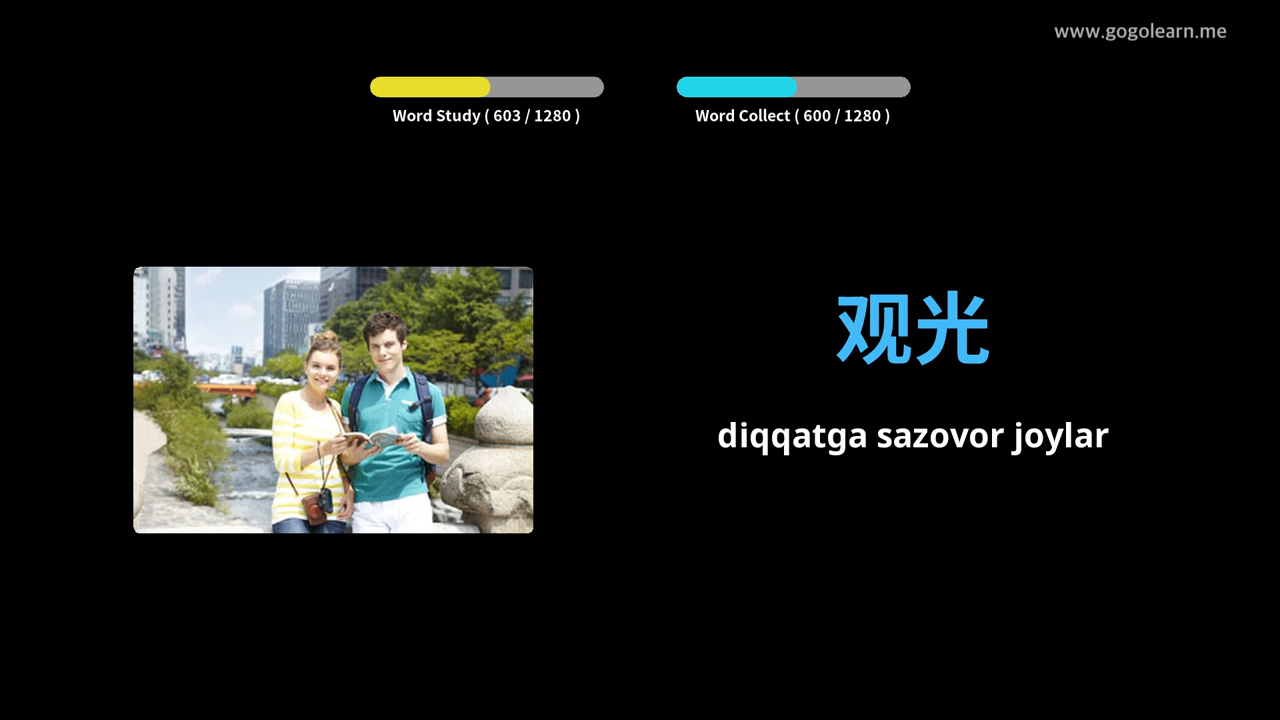 www.gogolearn.me
Word Study ( 603 / 1280 )
Word Collect ( 600 / 1280 )
观光
diqqatga sazovor joylar